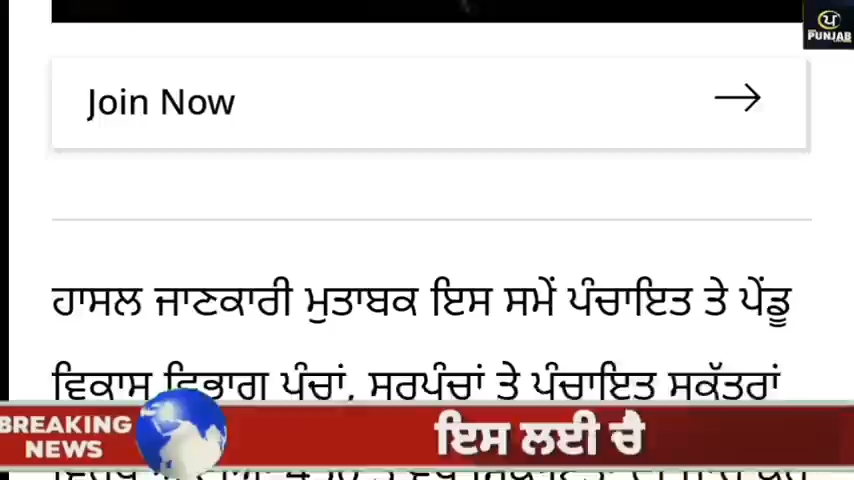 ਪ
PUNJAB
Join Now
ਹਾਸਲ ਜਾਣਕਾਰੀ ਮੁਤਾਬਕ ਇਸ ਸਮੇਂ ਪੰਚਾਇਤ ਤੇ ਪੇਂਡੂ
ਵਿਕਾਸ ਵਿਭਾਗ ਪੰਚਾਂ, ਸਰਪੰਚਾਂ ਤੇ ਪੰਚਾਇਤ ਸਕੱਤਰਾਂ
BREAKING
NEWS
ਇਸ ਲਈ ਚੈ